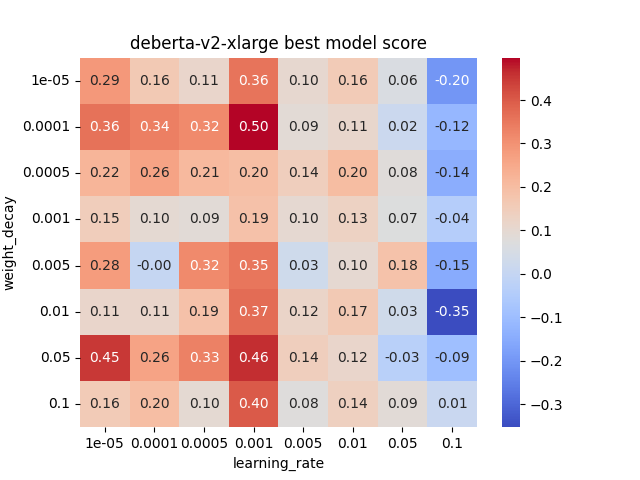 deberta-v2-xlarge best model score
1e-05 0.29 0.16 0.11 0.36 0.10 0.16 0.06 -0.20
0.0001 0.36 0.34 0.32 0.50 0.09 0.11 0.02 -0.12
0.0005 0.22 0.26 0.21 0.20 0.14 0.20 0.08 -0.14
0.001 0.15 0.10 0.09 0.19 0.10 0.13 0.07 -0.04
0.005 0.28 -0.00 0.32 0.35 0.03 0.10 0.18 -0.15
0.01 0.11 0.11 0.19 0.37 0.12 0.17 0.03 -0.35
0.05 0.45 0.26 0.33 0.46 0.14 0.12 -0.03 -0.09
0.1 0.16 0.20 0.10 0.40 0.08 0.14 0.09 0.01
1e-05 0.0001 0.0005 0.001 0.005 0.01 0.05 0.1
learning_rate
weight_decay
0.4
0.3
0.2
0.1
0.0
−0.1
−0.2
−0.3